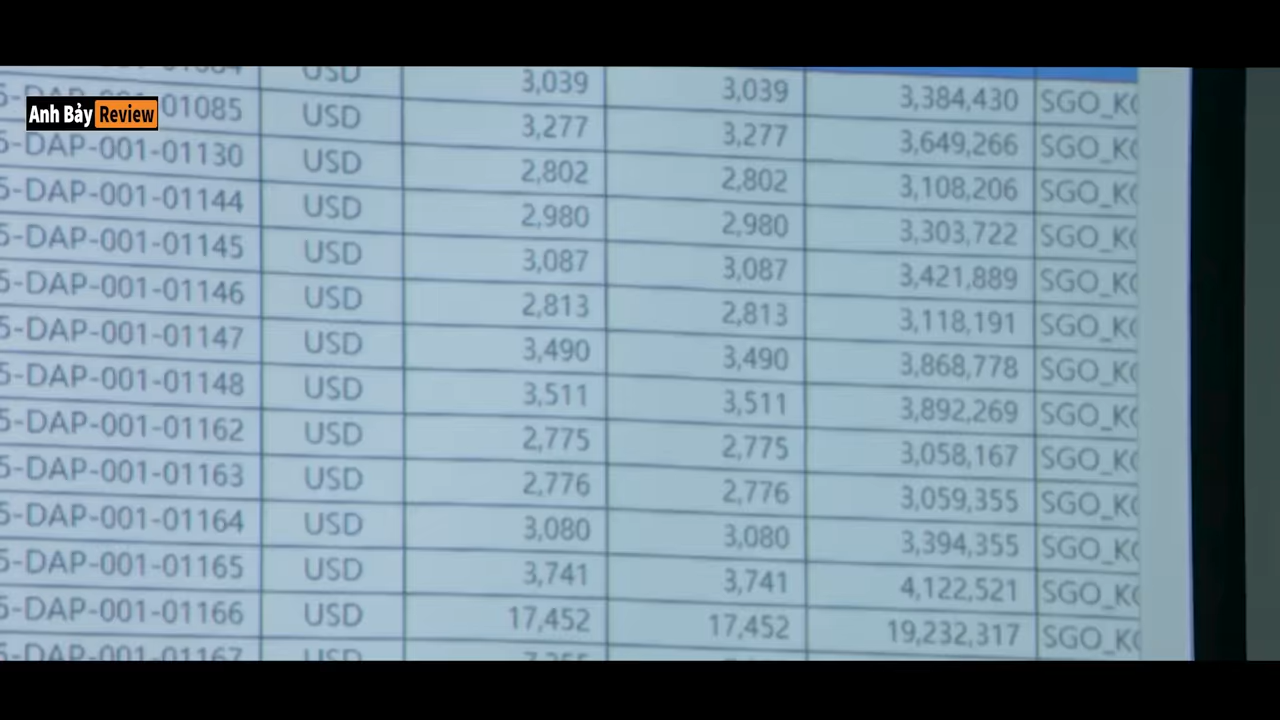 USD 3,039 3,039 3,384,430 SGO_K
Anh Bảy Review
01085 USD 3,277 3,277 3,649,266 SGO_K
5-DAP-001-01130 USD 2,802 2,802 3,108,206 SGO_K
5-DAP-001-01144 USD 2,980 2,980 3,303,722 SGO_K
5-DAP-001-01145 USD 3,087 3,087 3,421,889 SGO_K
5-DAP-001-01146 USD 2,813 2,813 3,118,191 SGO_K
5-DAP-001-01147 USD 3,490 3,490 3,868,778 SGO_K
5-DAP-001-01148 USD 3,511 3,511 3,892,269 SGO_K
5-DAP-001-01162 USD 2,775 2,775 3,058,167 SGO_K
5-DAP-001-01163 USD 2,776 2,776 3,059,355 SGO_K
5-DAP-001-01164 USD 3,080 3,080 3,394,355 SGO_K
5-DAP-001-01165 USD 3,741 3,741 4,122,521 SGO_K
5-DAP-001-01166 USD 17,452 17,452 19,232,317 SGO_K
5-DAP-001-01167 USD